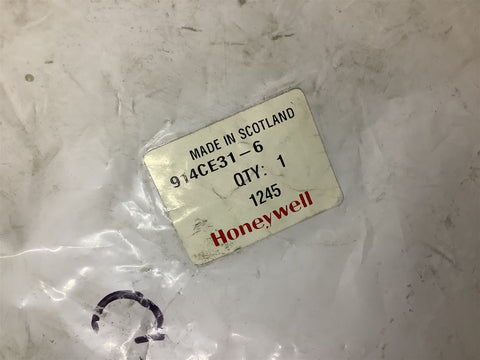 MADE IN SCOTLAND
914CE31-6
QTY: 1
1245
Honeywell